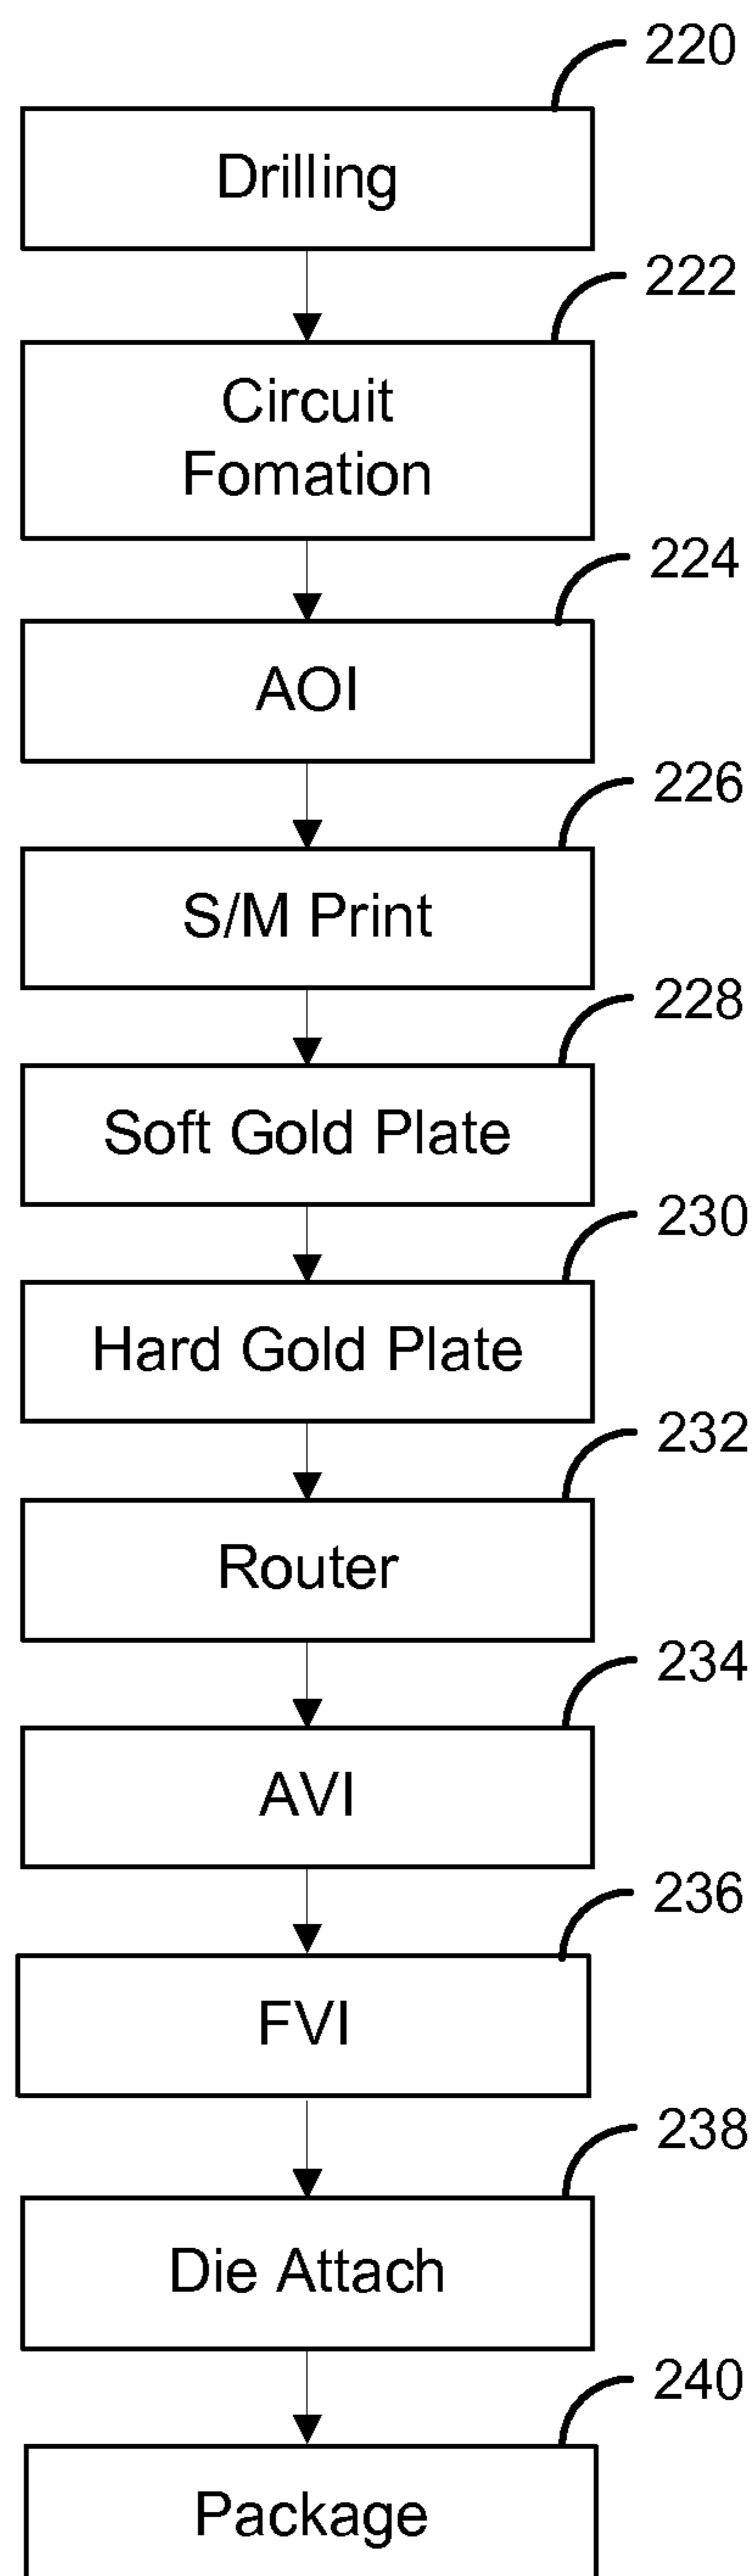 220
Drilling
222
Circuit
Fomation
224
AOI
226
S/M Print
228
Soft Gold Plate
230
Hard Gold Plate
232
Router
234
AVI
236
FVI
238
Die Attach
240
Package